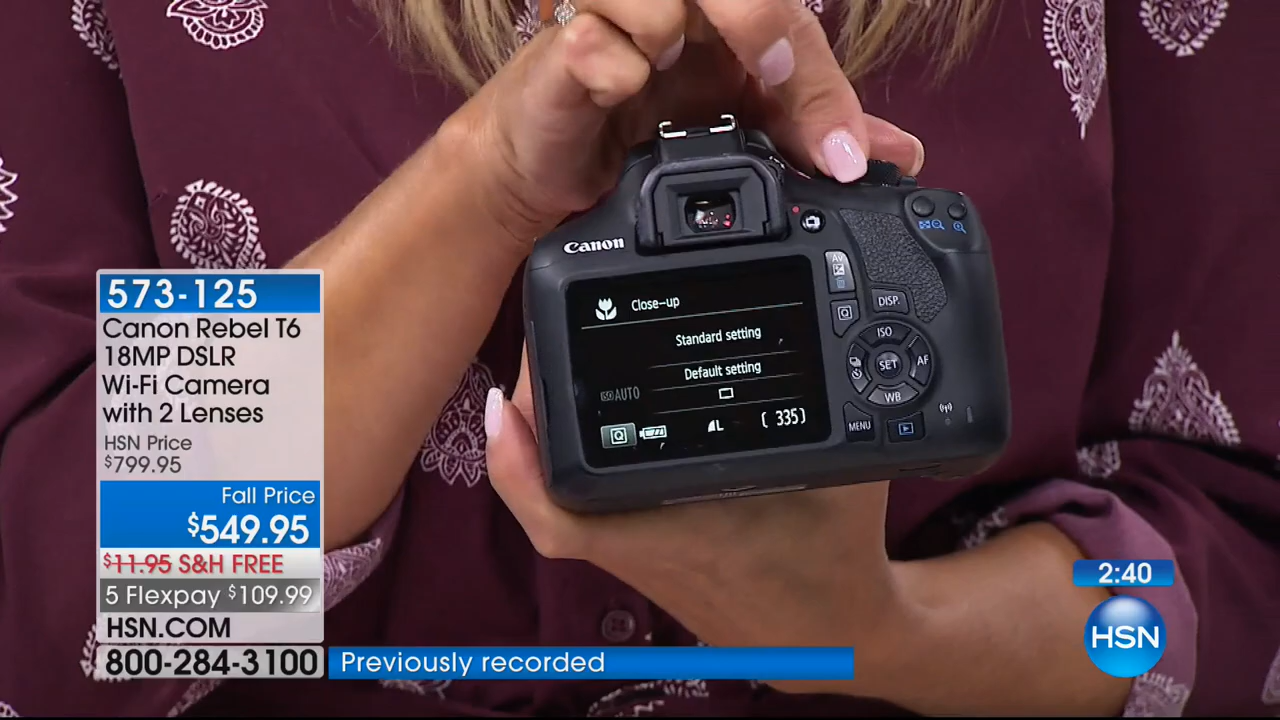 573-125
Canon Rebel T6
18MP DSLR
Wi-Fi Camera
with 2 Lenses
HSN Price
$799.95
Fall Price
$549.95
$11.95 S&H FREE
5 Flexpay $109.99
HSN.COM
800-284-3100
Previously recorded
2:40
HSN
Canon
Close-up
Standard setting
Default setting
ISO AUTO
L
( 335)
AV
DISP.
ISO
AF
SET
WB
MENU
Q